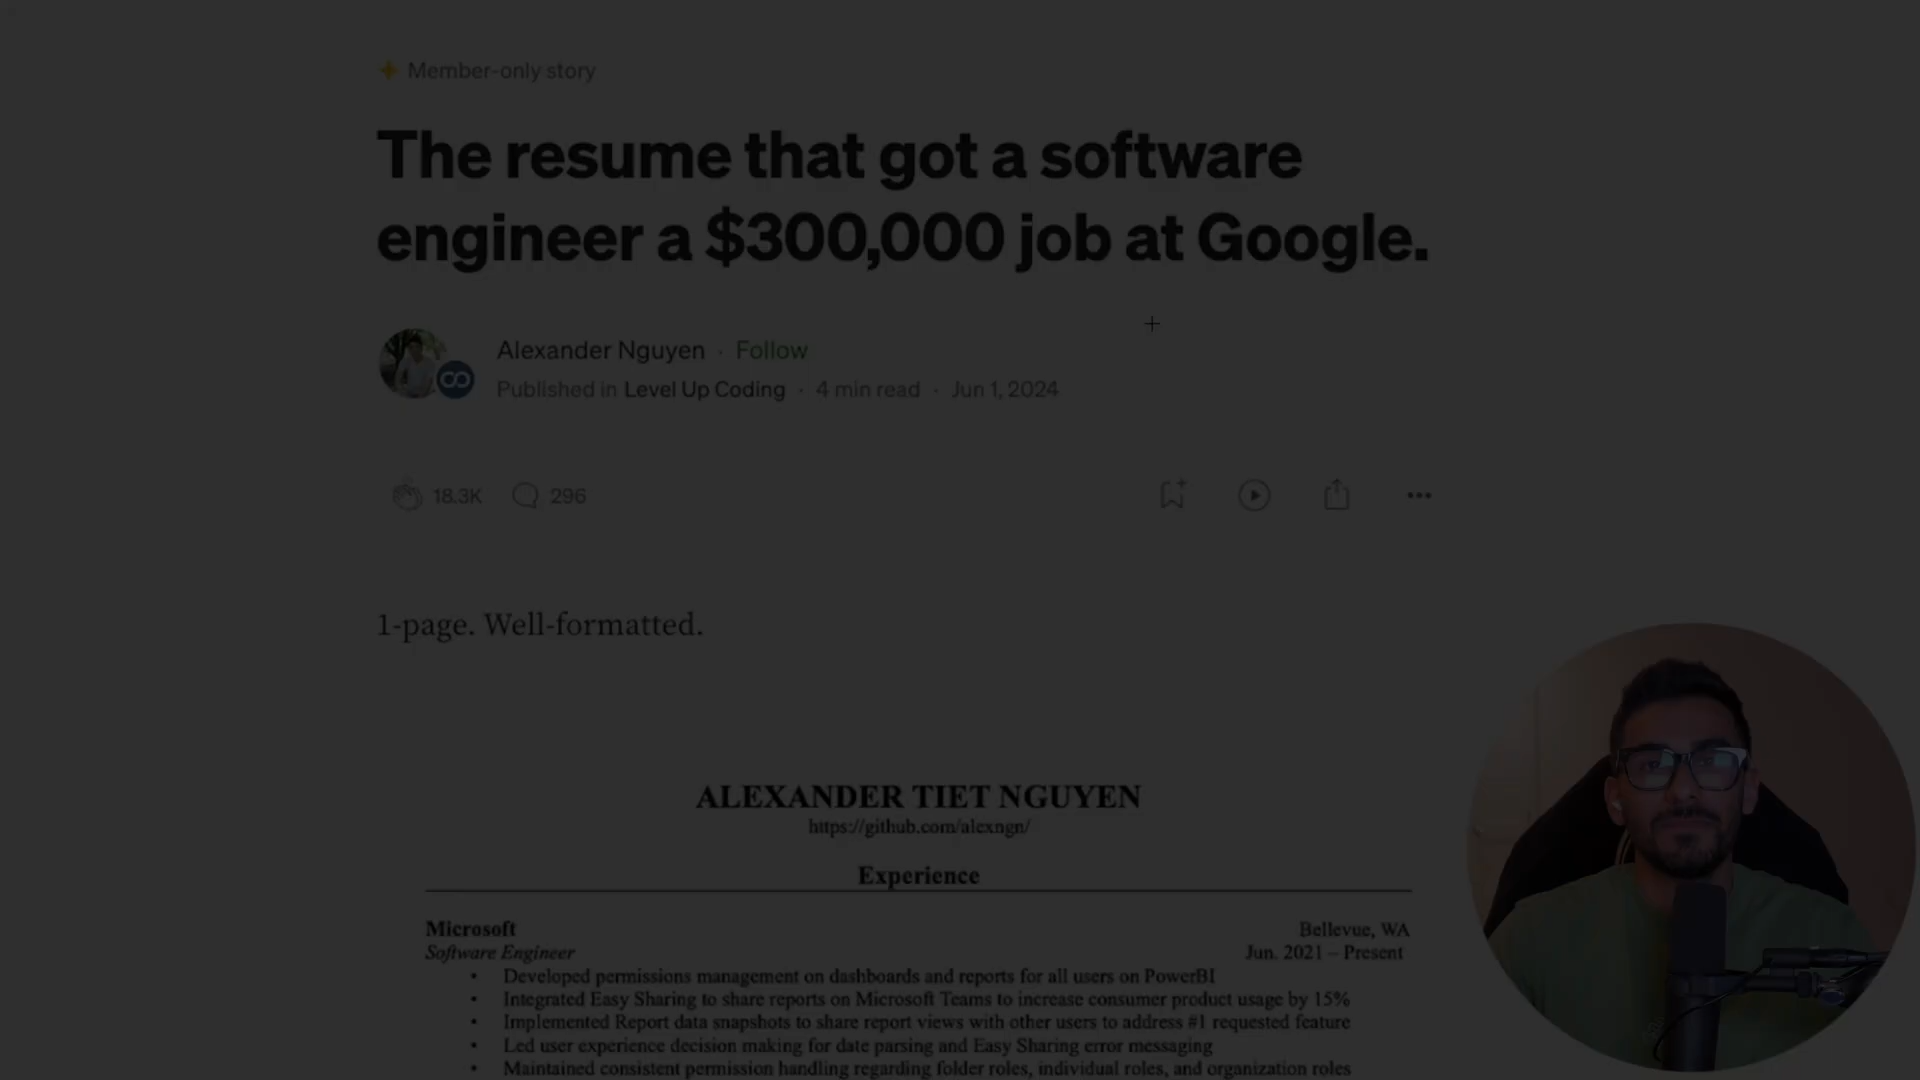 Member-only story
The resume that got a software
engineer a $300,000 job at Google.
Alexander Nguyen · Follow
Published in Level Up Coding · 4 min read · Jun 1, 2024
18.3K 296
1-page. Well-formatted.
ALEXANDER TIET NGUYEN
https://github.com/alexngn/
Experience
Microsoft Bellevue, WA
Software Engineer Jun. 2021 – Present
• Developed permissions management on dashboards and reports for all users on PowerBI
• Integrated Easy Sharing to share reports on Microsoft Teams to increase consumer product usage by 15%
• Implemented Report data snapshots to share report views with other users to address #1 requested feature
• Led user experience decision making for date parsing and Easy Sharing error messaging
• Maintained consistent permission handling regarding folder roles, individual roles, and organization roles